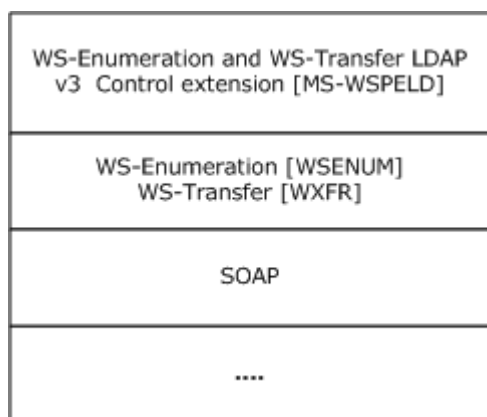 WS-Enumeration and WS-Transfer LDAP
v3 Control extension [MS-WSPELD]
WS-Enumeration [WSENUM]
WS-Transfer [WXFR]
SOAP
....